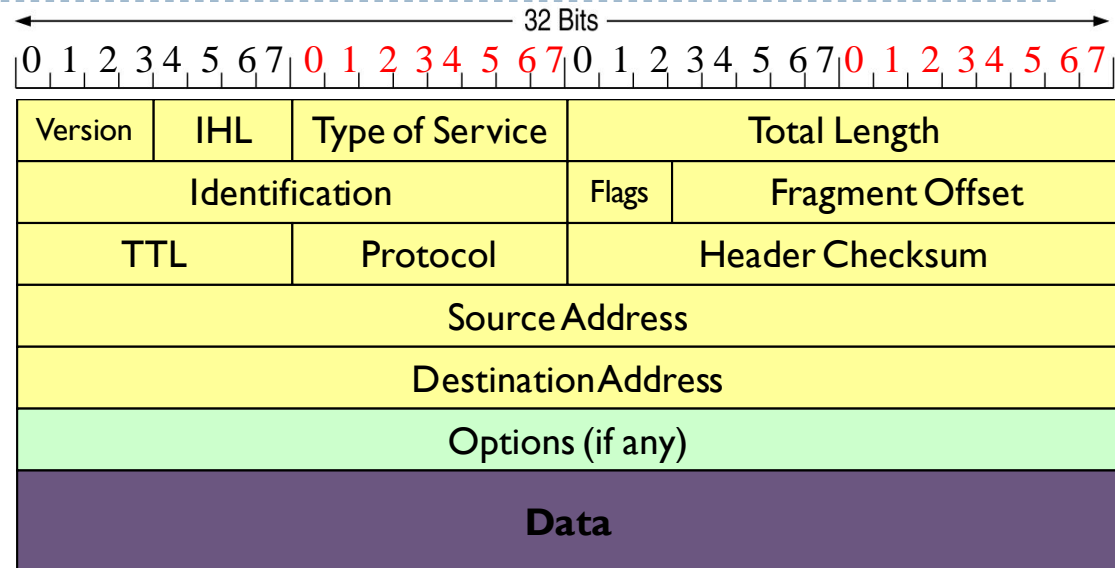 32 Bits
0 1 2 3 4 5 6 7 0 1 2 3 4 5 6 7 0 1 2 3 4 5 6 7 0 1 2 3 4 5 6 7
Version IHL Type of Service Total Length
Identification Flags Fragment Offset
TTL Protocol Header Checksum
Source Address
Destination Address
Options (if any)
Data